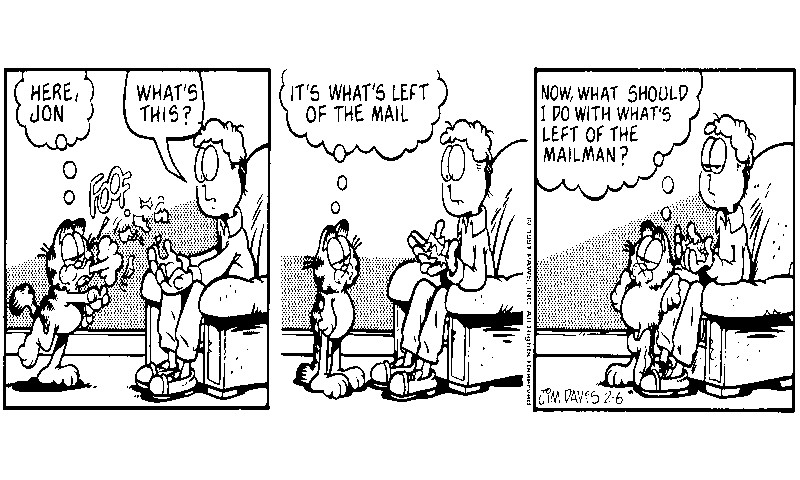 HERE,
JON
WHAT'S
THIS?
FOOF
IT'S WHAT'S LEFT
OF THE MAIL
NOW, WHAT SHOULD
I DO WITH WHAT'S
LEFT OF THE
MAILMAN?
JIM DAVIS 2-6